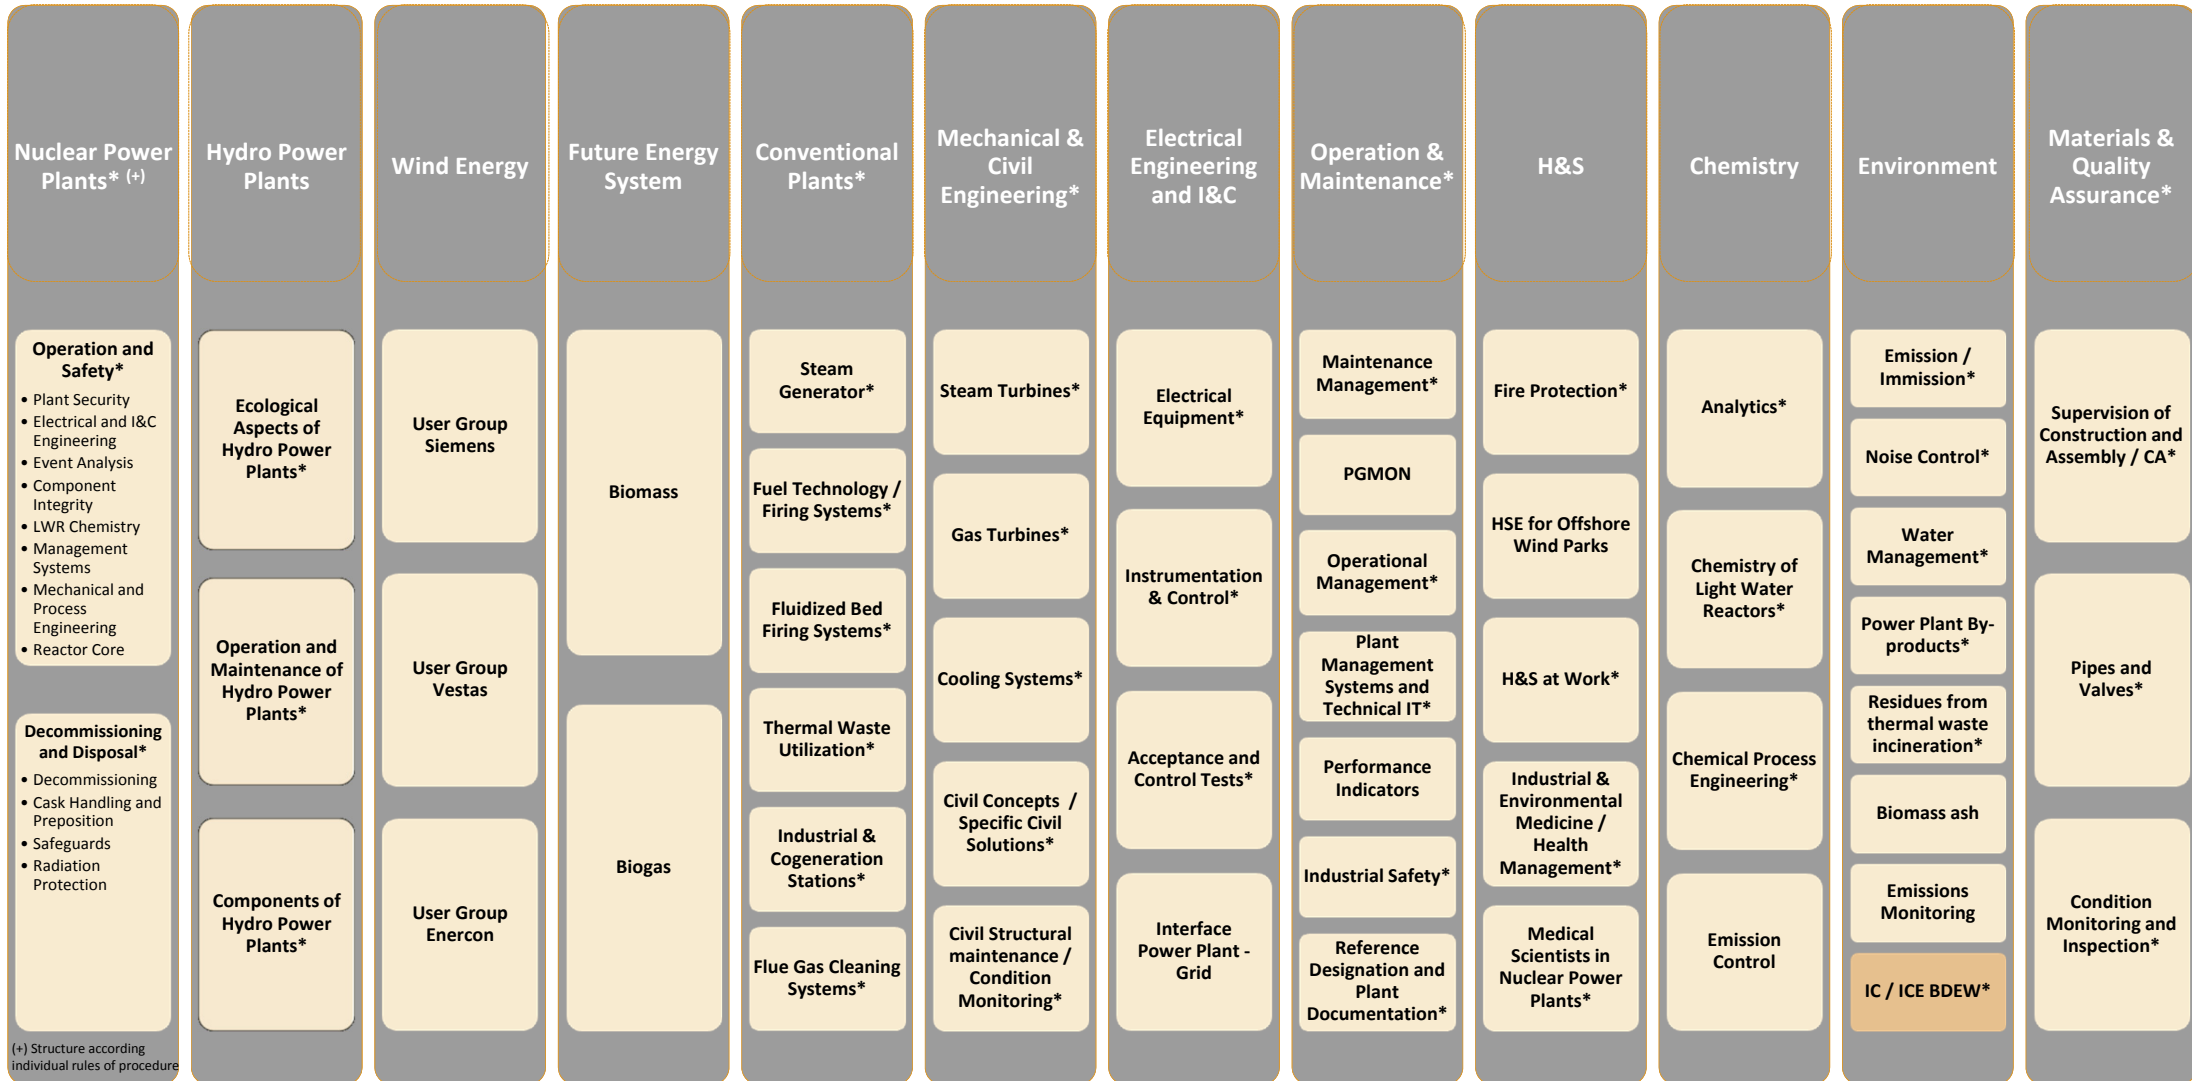 Nuclear Power
Plants* (+)
Operation and
Safety*
• Plant Security
• Electrical and I&C
Engineering
• Event Analysis
• Component
Integrity
• LWR Chemistry
• Management
Systems
• Mechanical and
Process
Engineering
• Reactor Core
Decommissioning
and Disposal*
• Decommissioning
• Cask Handling and
Preposition
• Safeguards
• Radiation
Protection
(+) Structure according
individual rules of procedure
Hydro Power
Plants
Ecological
Aspects of
Hydro Power
Plants*
Operation and
Maintenance of
Hydro Power
Plants*
Components of
Hydro Power
Plants*
Wind Energy
User Group
Siemens
User Group
Vestas
User Group
Enercon
Future Energy
System
Biomass
Biogas
Conventional
Plants*
Steam
Generator*
Fuel Technology /
Firing Systems*
Fluidized Bed
Firing Systems*
Thermal Waste
Utilization*
Industrial &
Cogeneration
Stations*
Flue Gas Cleaning
Systems*
Mechanical &
Civil
Engineering*
Steam Turbines*
Gas Turbines*
Cooling Systems*
Civil Concepts /
Specific Civil
Solutions*
Civil Structural
maintenance /
Condition
Monitoring*
Electrical
Engineering
and I&C
Electrical
Equipment*
Instrumentation
& Control*
Acceptance and
Control Tests*
Interface
Power Plant -
Grid
Operation &
Maintenance*
Maintenance
Management*
PGMON
Operational
Management*
Plant
Management
Systems and
Technical IT*
Performance
Indicators
Industrial Safety*
Reference
Designation and
Plant
Documentation*
H&S
Fire Protection*
HSE for Offshore
Wind Parks
H&S at Work*
Industrial &
Environmental
Medicine /
Health
Management*
Medical
Scientists in
Nuclear Power
Plants*
Chemistry
Analytics*
Chemistry of
Light Water
Reactors*
Chemical Process
Engineering*
Emission
Control
Environment
Emission /
Immission*
Noise Control*
Water
Management*
Power Plant By-
products*
Residues from
thermal waste
incineration*
Biomass ash
Emissions
Monitoring
IC / ICE BDEW*
Materials &
Quality
Assurance*
Supervision of
Construction and
Assembly / CA*
Pipes and
Valves*
Condition
Monitoring and
Inspection*